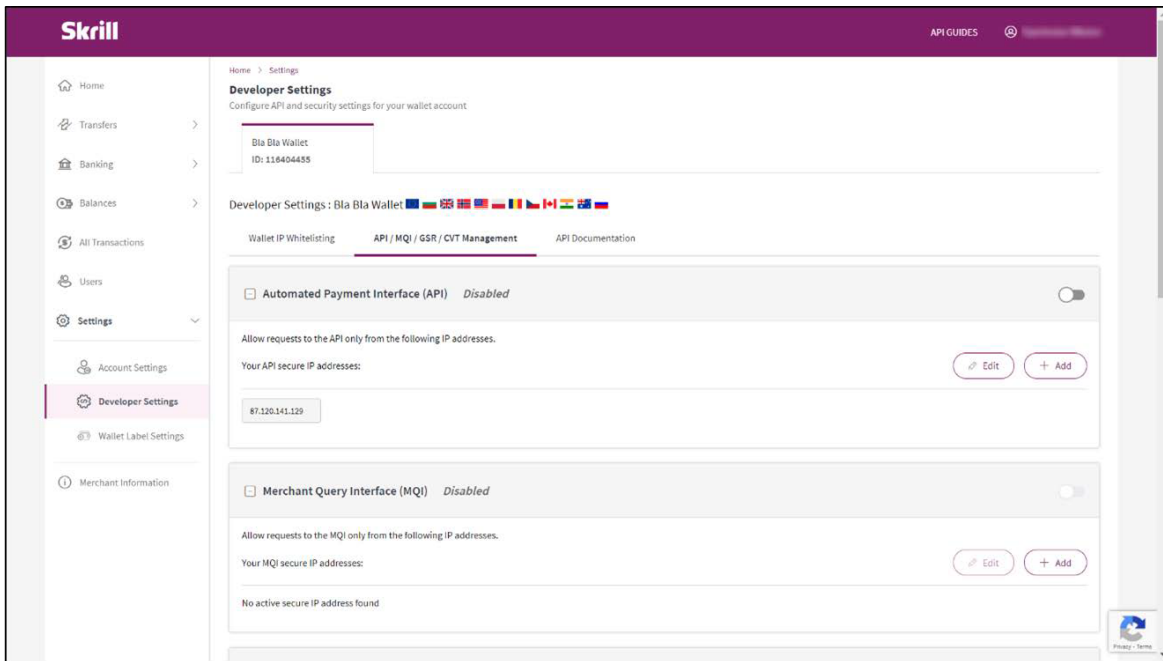 Skrill
API GUIDES
Home
Transfers
Banking
Balances
All Transactions
Users
Settings
Account Settings
Developer Settings
Wallet Label Settings
Merchant Information
Home > Settings
Developer Settings
Configure API and security settings for your wallet account
Bla Bla Wallet
ID: 116404455
Developer Settings : Bla Bla Wallet
Wallet IP Whitelisting API / MQI / GSR / CVT Management API Documentation
Automated Payment Interface (API) Disabled
Allow requests to the API only from the following IP addresses.
Your API secure IP addresses: Edit + Add
87.120.141.129
Merchant Query Interface (MQI) Disabled
Allow requests to the MQI only from the following IP addresses.
Your MQI secure IP addresses: Edit + Add
No active secure IP address found
Privacy - Terms